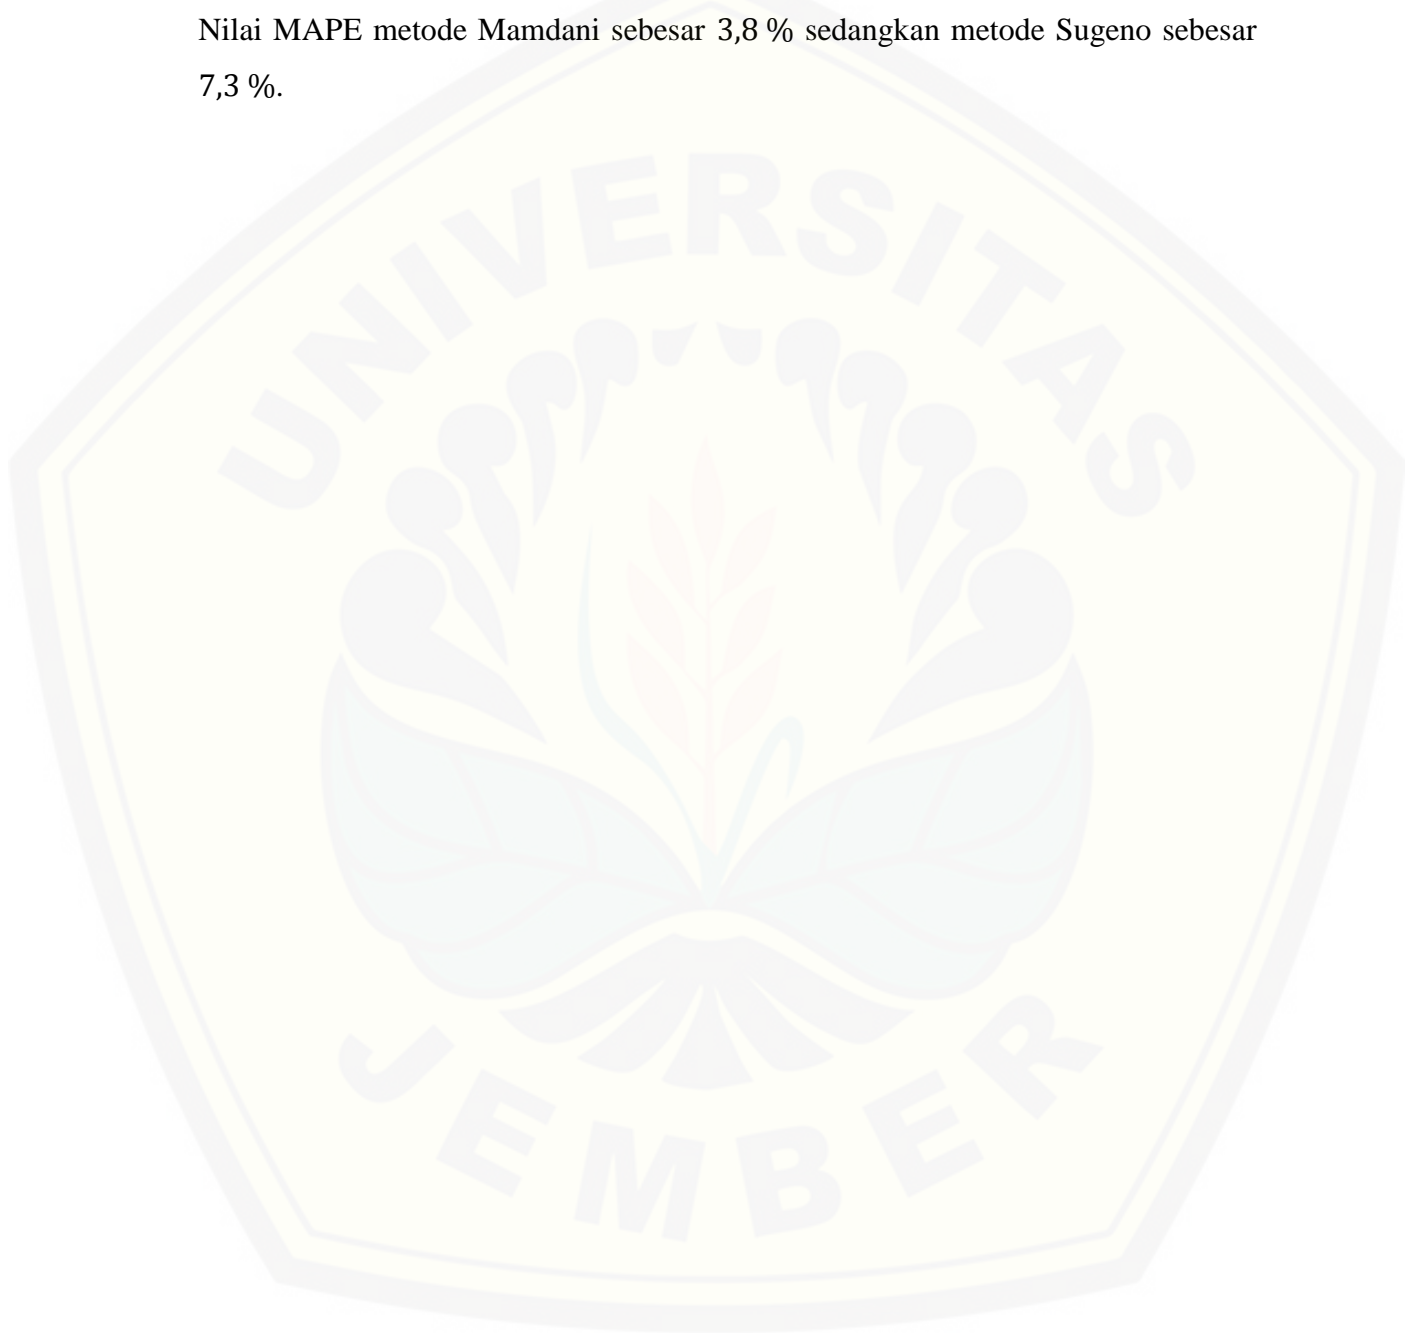 Nilai MAPE metode Mamdani sebesar 3,8 % sedangkan metode Sugeno sebesar
7,3 %.
UNIVERSITAS
JEMBER